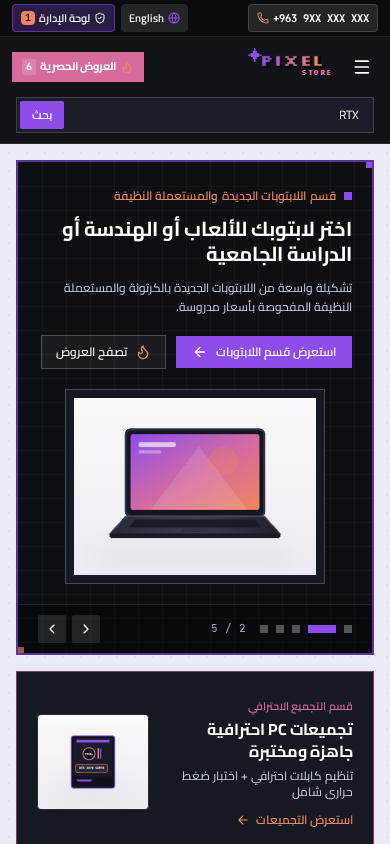 +963 9XX XXX XXX
English
لوحة الإدارة 1
PIXEL
STORE
العروض الحصرية 6
RTX
بحث
قسم اللابتوبات الجديدة والمستعملة النظيفة
اختر لابتوبك للألعاب أو الهندسة أو
الدراسة الجامعية
تشكيلة واسعة من اللابتوبات الجديدة بالكرتونة والمستعملة
النظيفة المفحوصة بأسعار مدروسة.
استعرض قسم اللابتوبات
تصفح العروض
2 / 5
قسم التجميع الاحترافي
تجميعات PC احترافية
جاهزة ومختبرة
تنظيم كابلات احترافي + اختبار ضغط
حراري شامل
استعرض التجميعات